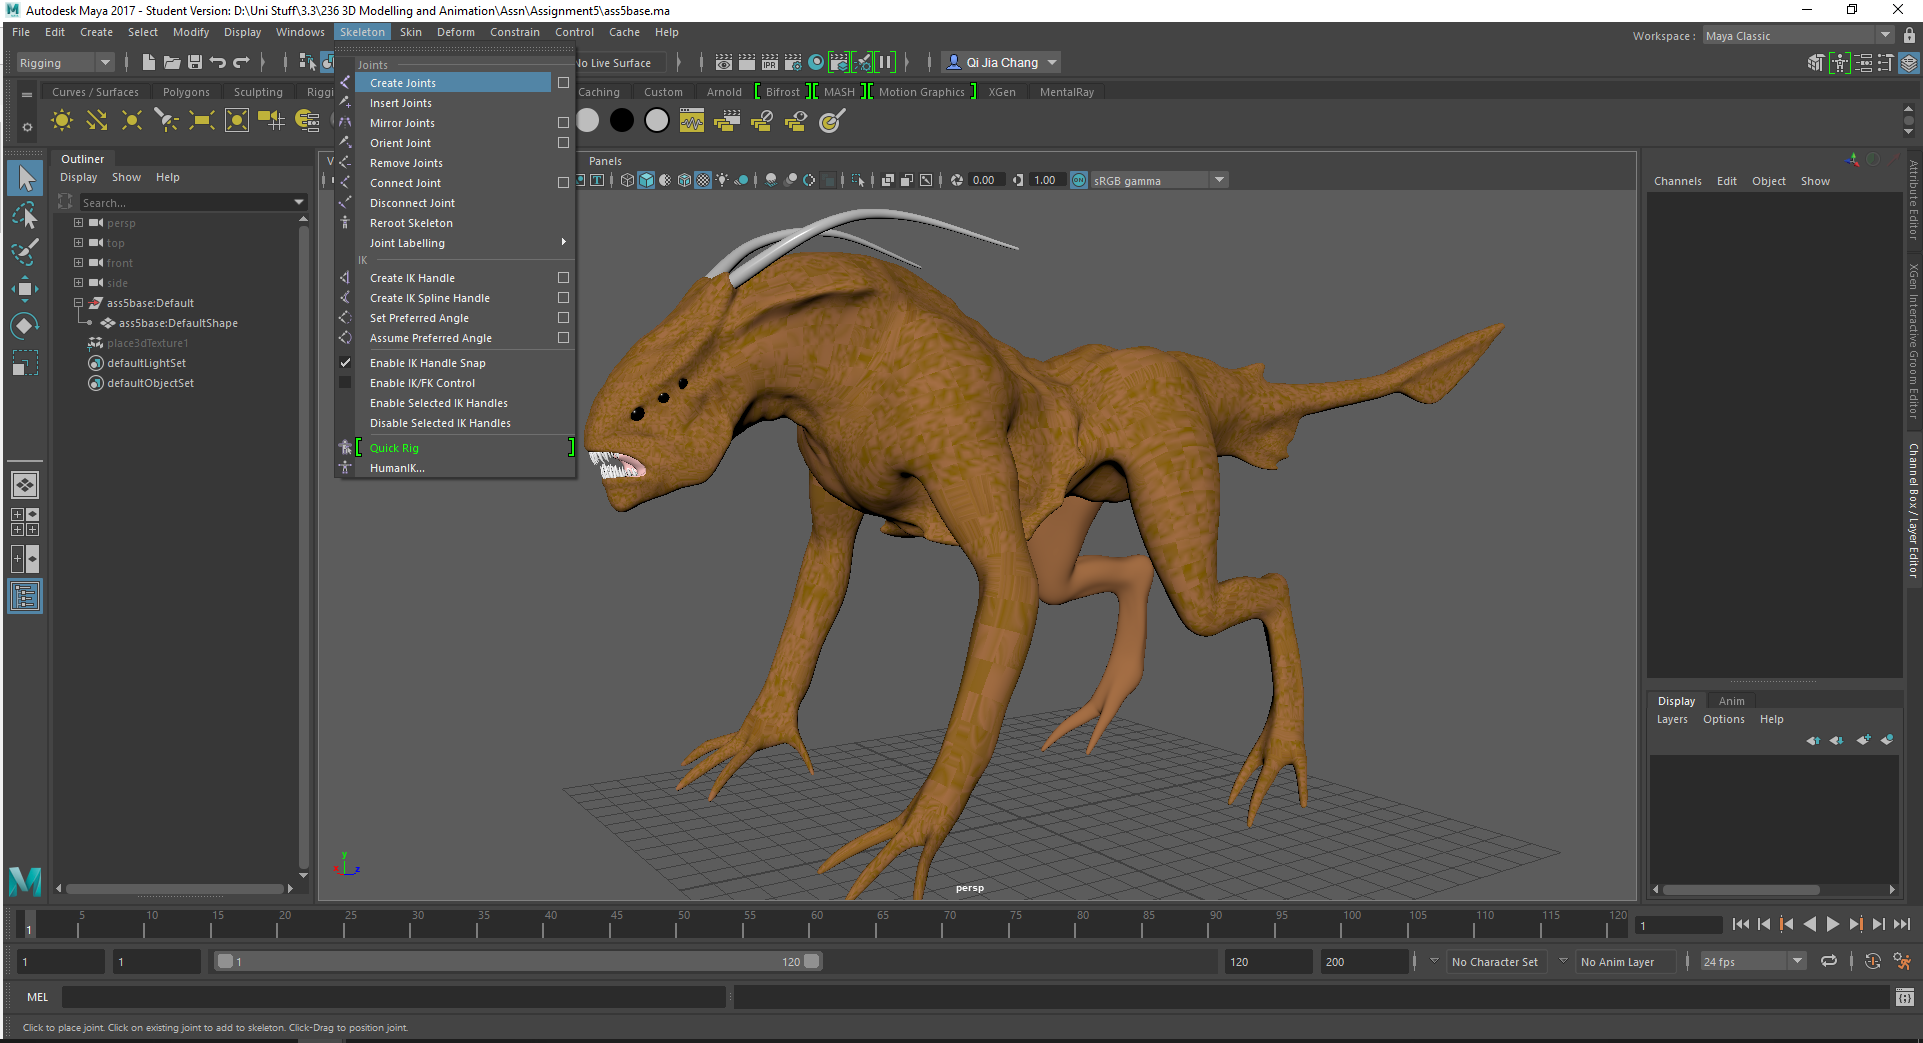 Autodesk Maya 2017 - Student Version: D:\Uni Stuff\3.3\236 3D Modelling and Animation\Assn\Assignment5\ass5base.ma
File Edit Create Select Modify Display Windows Skeleton Skin Deform Constrain Control Cache Help
Workspace : Maya Classic
Rigging
No Live Surface
Qi Jia Chang
Curves / Surfaces Polygons Sculpting Caching Custom Arnold Bifrost MASH Motion Graphics XGen MentalRay
IPR
Joints
Create Joints
Insert Joints
Mirror Joints
Orient Joint
Remove Joints
Connect Joint
Disconnect Joint
Reroot Skeleton
Joint Labelling
IK
Create IK Handle
Create IK Spline Handle
Set Preferred Angle
Assume Preferred Angle
Enable IK Handle Snap
Enable IK/FK Control
Enable Selected IK Handles
Disable Selected IK Handles
Quick Rig
HumanIK...
Outliner
Display Show Help
Search...
persp
top
front
side
ass5base:Default
ass5base:DefaultShape
place3dTexture1
defaultLightSet
defaultObjectSet
Panels
0.00 1.00 sRGB gamma
y
z
persp
Channels Edit Object Show
Attribute Editor
XGen Interactive Groom Editor
Channel Box / Layer Editor
Display Anim
Layers Options Help
5 10 15 20 25 30 35 40 45 50 55 60 65 70 75 80 85 90 95 100 105 110 115 120
1
1
1 1 1 120 120 200 No Character Set No Anim Layer 24 fps
MEL
Click to place joint. Click on existing joint to add to skeleton. Click-Drag to position joint.